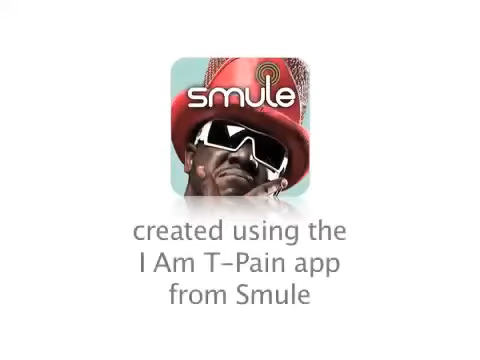 smule
created using the
I Am T-Pain app
from Smule